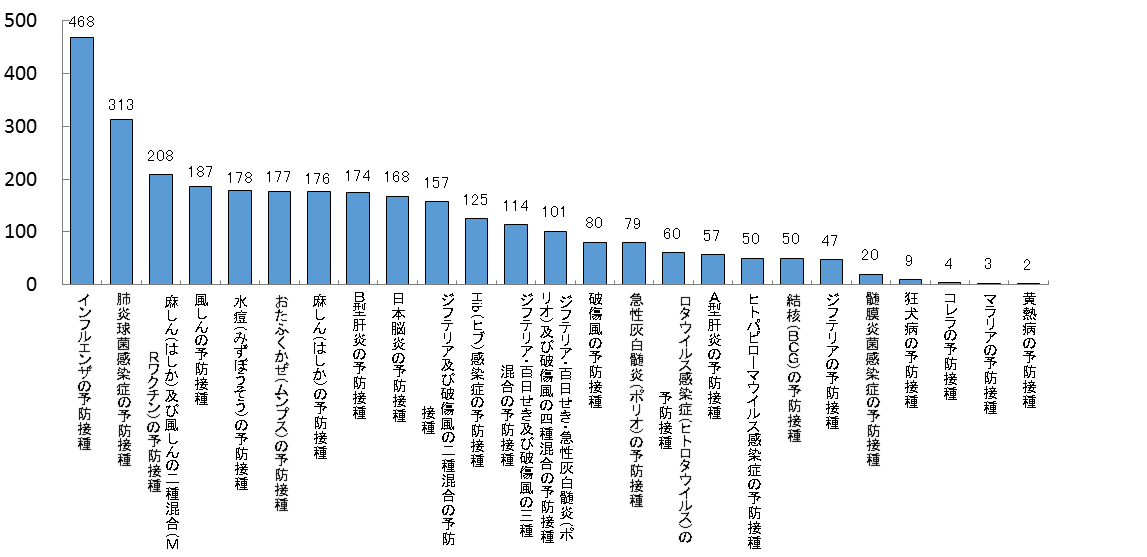 500
400
300
200
100
0
468
313
208
187
178
177
176
174
168
157
125
114
101
80
79
60
57
50
50
47
20
9
4
3
2
インフルエンザの予防接種
肺炎球菌感染症の予防接種
麻しん(はしか)及び風しんの二種混合(M
Rワクチン)の予防接種
風しんの予防接種
水痘(みずぼうそう)の予防接種
おたふくかぜ(ムンプス)の予防接種
麻しん(はしか)の予防接種
B型肝炎の予防接種
日本脳炎の予防接種
ジフテリア及び破傷風の二種混合の予防
接種
Hib(ヒブ)感染症の予防接種
ジフテリア・百日せき及び破傷風の三種
混合の予防接種
ジフテリア・百日せき・急性灰白髄炎(ポ
リオ)及び破傷風の四種混合の予防接種
破傷風の予防接種
急性灰白髄炎(ポリオ)の予防接種
ロタウイルス感染症(ヒトロタウイルス)の
予防接種
A型肝炎の予防接種
ヒトパピローマウイルス感染症の予防接種
結核(BCG)の予防接種
ジフテリアの予防接種
髄膜炎菌感染症の予防接種
狂犬病の予防接種
コレラの予防接種
マラリアの予防接種
黄熱病の予防接種